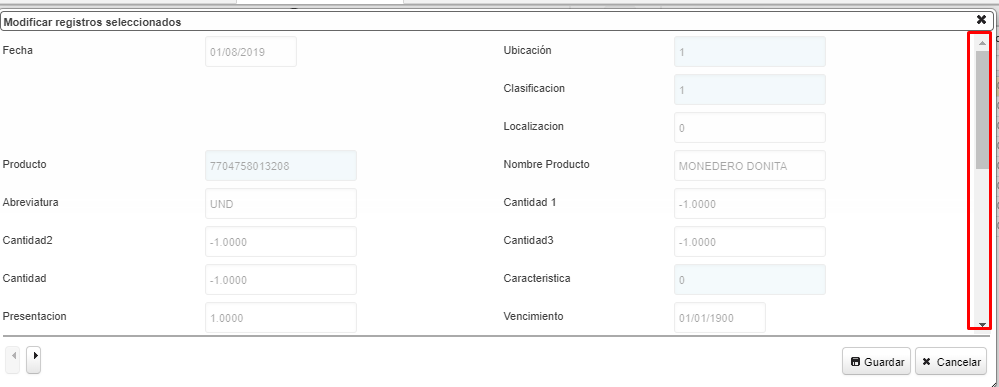 Modificar registros seleccionados
Fecha 01/08/2019 Ubicación 1
Clasificacion 1
Localizacion 0
Producto 7704758013208 Nombre Producto MONEDERO DONITA
Abreviatura UND Cantidad 1 -1.0000
Cantidad2 -1.0000 Cantidad3 -1.0000
Cantidad -1.0000 Caracteristica 0
Presentacion 1.0000 Vencimiento 01/01/1900
Guardar Cancelar